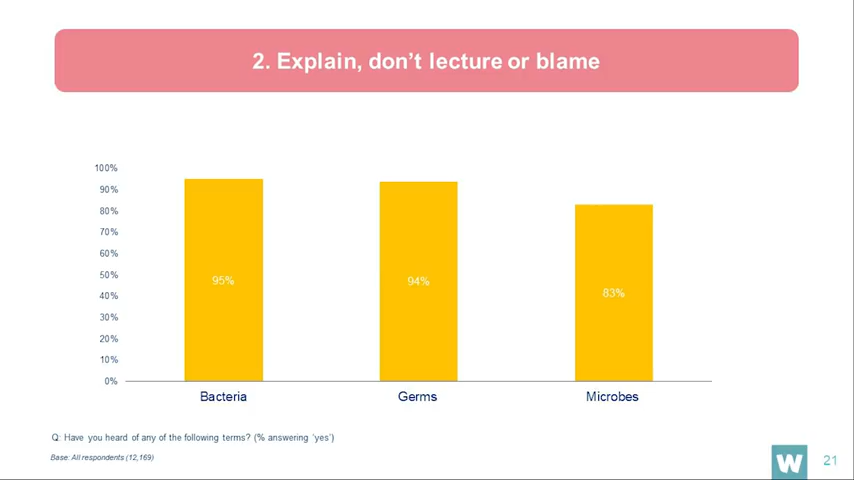 2. Explain, don’t lecture or blame
100%
90%
80%
70%
60%
50%
40%
30%
20%
10%
0%
95%
94%
83%
Bacteria Germs Microbes
Q: Have you heard of any of the following terms? (% answering ‘yes’)
Base: All respondents (12,169)
W 21